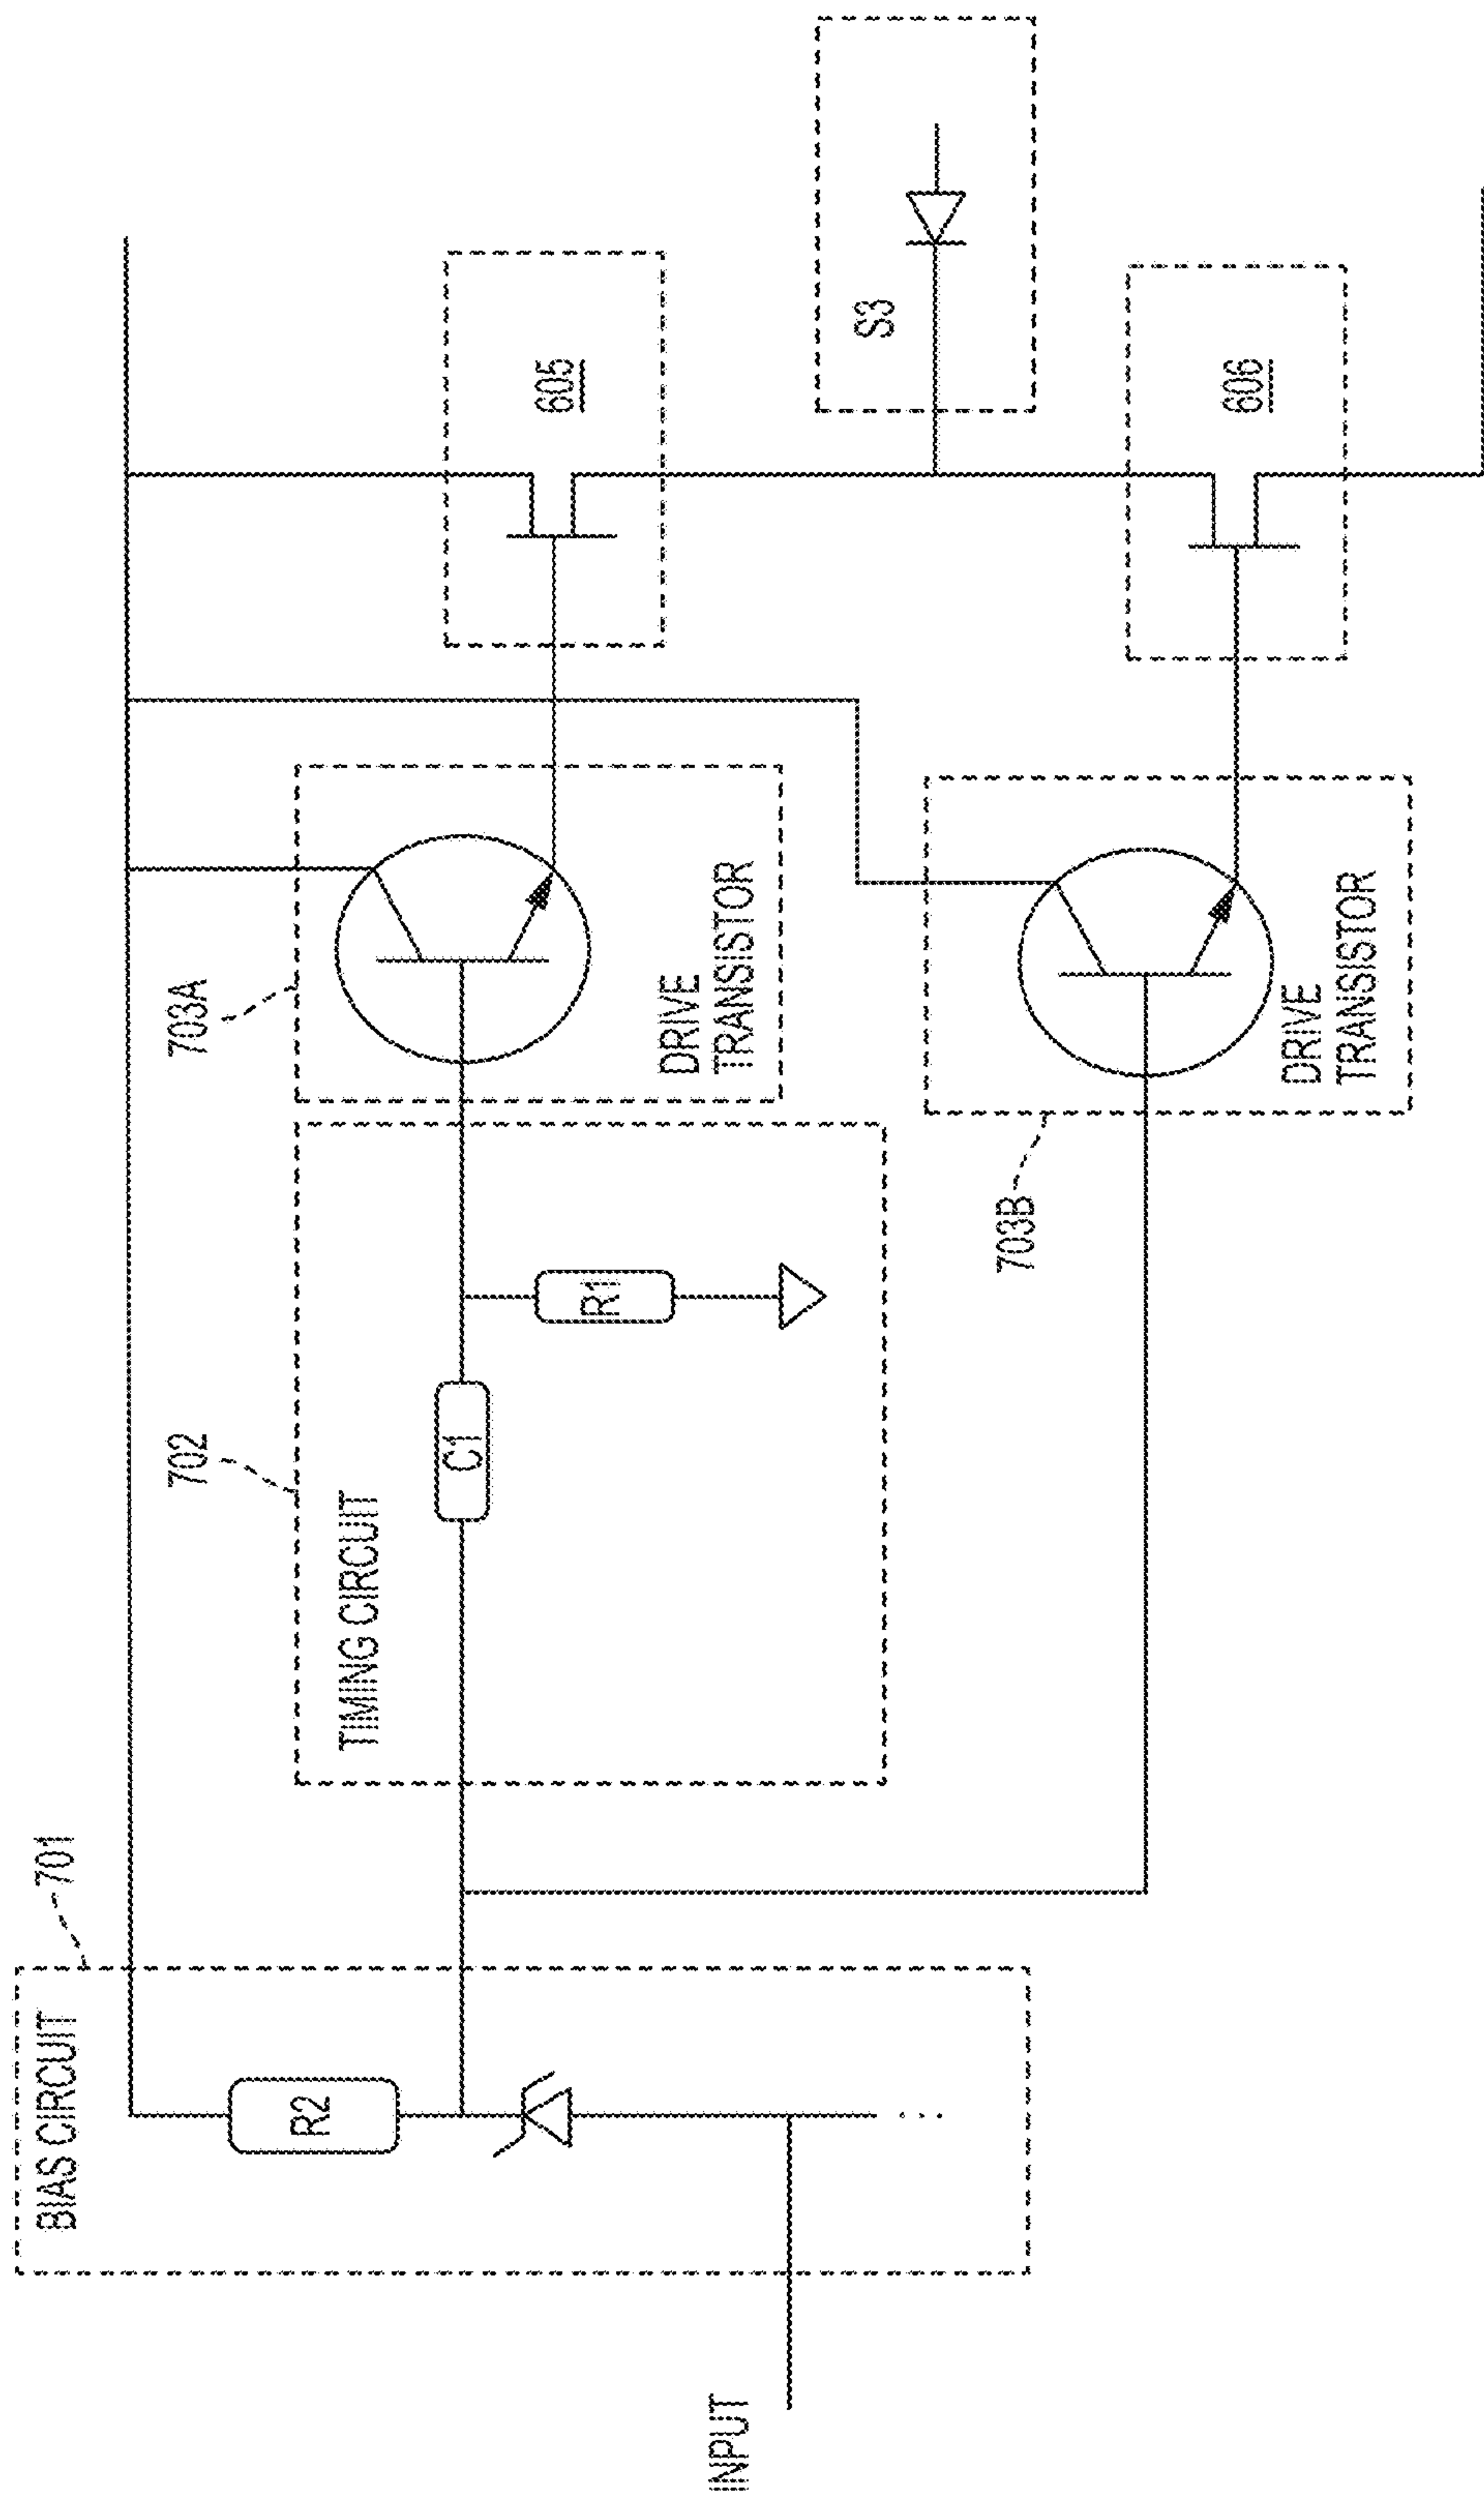 INPUT
BIAS CIRCUIT
701
R2
702
TIMING CIRCUIT
C1
R1
703A
DRIVE
TRANSISTOR
703B
DRIVE
TRANSISTOR
605
S3
606